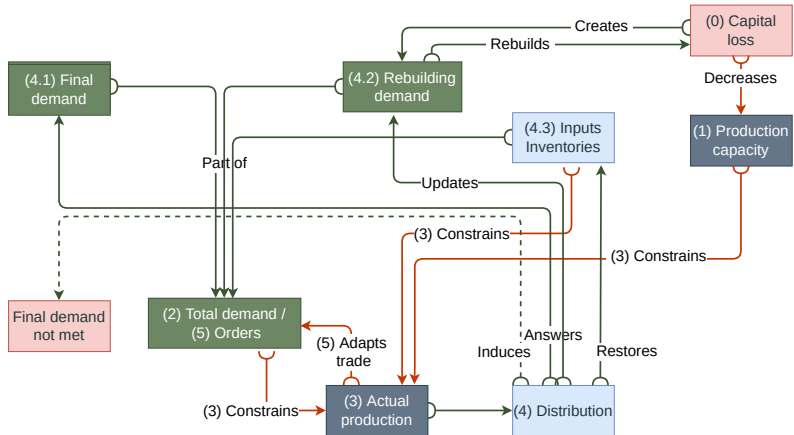 Creates
(0) Capital
loss
Rebuilds
(4.1) Final
demand
(4.2) Rebuilding
demand
Decreases
(4.3) Inputs
Inventories
(1) Production
capacity
Part of
Updates
(3) Constrains
(3) Constrains
Final demand
not met
(2) Total demand /
(5) Orders
(5) Adapts
trade
Answers
Induces
Restores
(3) Constrains
(3) Actual
production
(4) Distribution